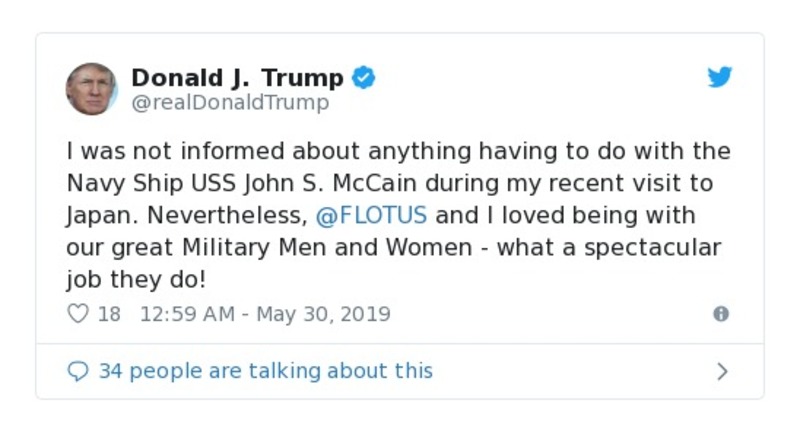 Donald J. Trump
@realDonaldTrump
I was not informed about anything having to do with the
Navy Ship USS John S. McCain during my recent visit to
Japan. Nevertheless, @FLOTUS and I loved being with
our great Military Men and Women - what a spectacular
job they do!
18 12:59 AM - May 30, 2019
34 people are talking about this